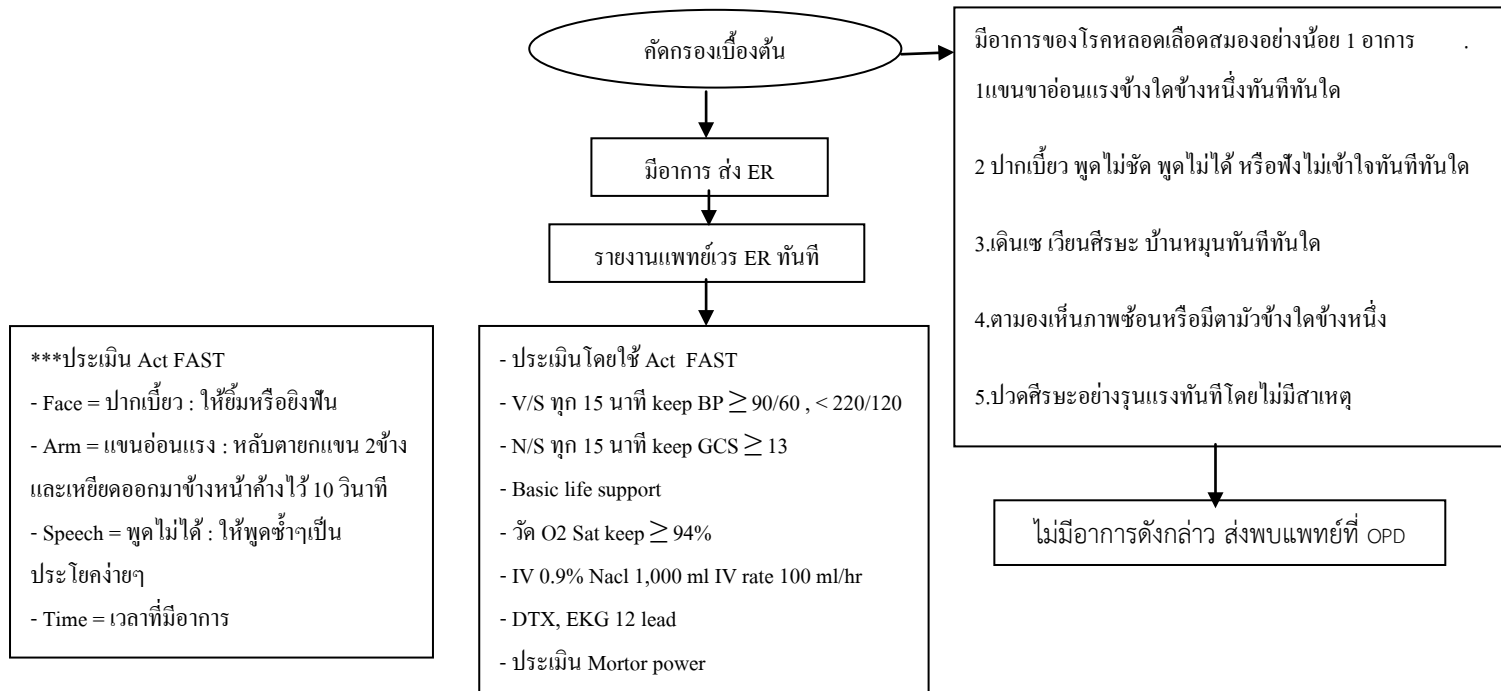 คัดกรองเบื้องต้น
มีอาการ ส่ง ER
รายงานแพทย์เวร ER ทันที
- ประเมินโดยใช้ Act FAST
- V/S ทุก 15 นาที keep BP ≥ 90/60 , < 220/120
- N/S ทุก 15 นาที keep GCS ≥ 13
- Basic life support
- วัด O2 Sat keep ≥ 94%
- IV 0.9% Nacl 1,000 ml IV rate 100 ml/hr
- DTX, EKG 12 lead
- ประเมิน Mortor power
***ประเมิน Act FAST
- Face = ปากเบี้ยว : ให้ยิ้มหรือยิงฟัน
- Arm = แขนอ่อนแรง : หลับตายกแขน 2ข้าง
และเหยียดออกมาข้างหน้าค้างไว้ 10 วินาที
- Speech = พูดไม่ได้ : ให้พูดซ้ำๆเป็น
ประโยคง่ายๆ
- Time = เวลาที่มีอาการ
มีอาการของโรคหลอดเลือดสมองอย่างน้อย 1 อาการ .
1แขนขาอ่อนแรงข้างใดข้างหนึ่งทันทีทันใด
2 ปากเบี้ยว พูดไม่ชัด พูดไม่ได้ หรือฟังไม่เข้าใจทันทีทันใด
3.เดินเซ เวียนศีรษะ บ้านหมุนทันทีทันใด
4.ตามองเห็นภาพซ้อนหรือมีตามัวข้างใดข้างหนึ่ง
5.ปวดศีรษะอย่างรุนแรงทันทีโดยไม่มีสาเหตุ
ไม่มีอาการดังกล่าว ส่งพบแพทย์ที่ OPD